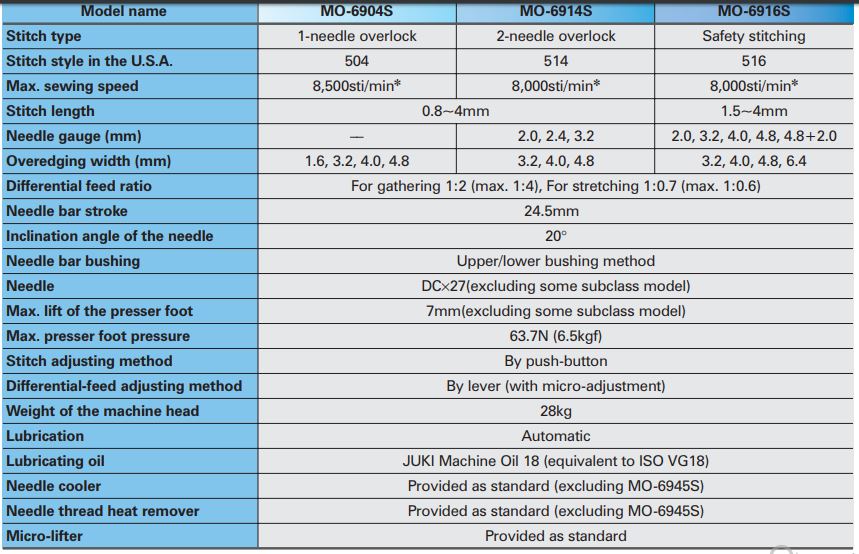 Model name MO-6904S MO-6914S MO-6916S
Stitch type 1-needle overlock 2-needle overlock Safety stitching
Stitch style in the U.S.A. 504 514 516
Max. sewing speed 8,500sti/min* 8,000sti/min* 8,000sti/min*
Stitch length 0.8~4mm 1.5~4mm
Needle gauge (mm) — 2.0, 2.4, 3.2 2.0, 3.2, 4.0, 4.8, 4.8+2.0
Overedging width (mm) 1.6, 3.2, 4.0, 4.8 3.2, 4.0, 4.8 3.2, 4.0, 4.8, 6.4
Differential feed ratio For gathering 1:2 (max. 1:4), For stretching 1:0.7 (max. 1:0.6)
Needle bar stroke 24.5mm
Inclination angle of the needle 20°
Needle bar bushing Upper/lower bushing method
Needle DC×27(excluding some subclass model)
Max. lift of the presser foot 7mm(excluding some subclass model)
Max. presser foot pressure 63.7N (6.5kgf)
Stitch adjusting method By push-button
Differential-feed adjusting method By lever (with micro-adjustment)
Weight of the machine head 28kg
Lubrication Automatic
Lubricating oil JUKI Machine Oil 18 (equivalent to ISO VG18)
Needle cooler Provided as standard (excluding MO-6945S)
Needle thread heat remover Provided as standard (excluding MO-6945S)
Micro-lifter Provided as standard